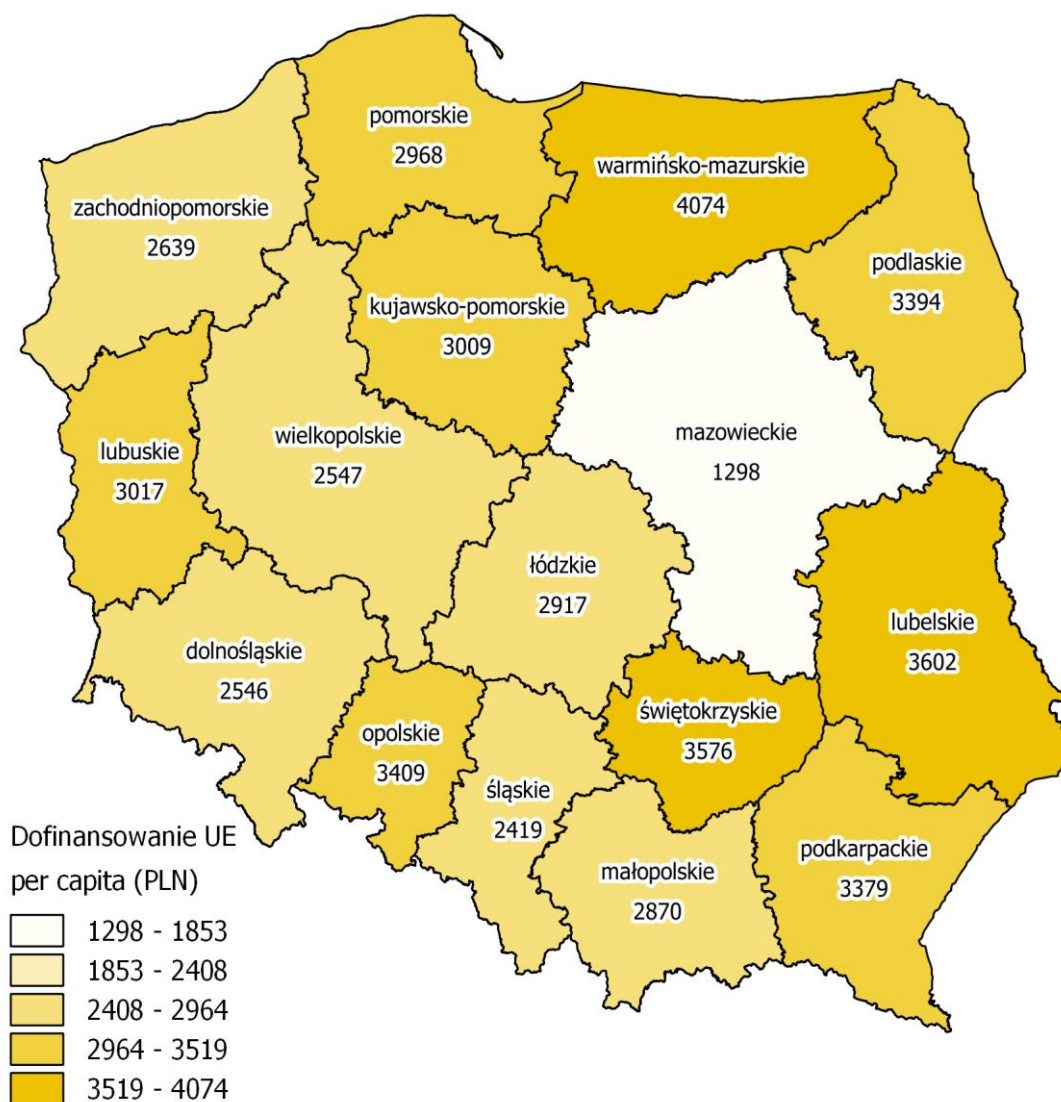 pomorskie
2968
warmińsko-mazurskie
4074
zachodniopomorskie
2639
podlaskie
3394
kujawsko-pomorskie
3009
mazowieckie
1298
wielkopolskie
2547
lubuskie
3017
łódzkie
2917
lubelskie
3602
dolnośląskie
2546
świętokrzyskie
3576
opolskie
3409
śląskie
2419
podkarpackie
3379
małopolskie
2870
Dofinansowanie UE
per capita (PLN)
1298 - 1853
1853 - 2408
2408 - 2964
2964 - 3519
3519 - 4074